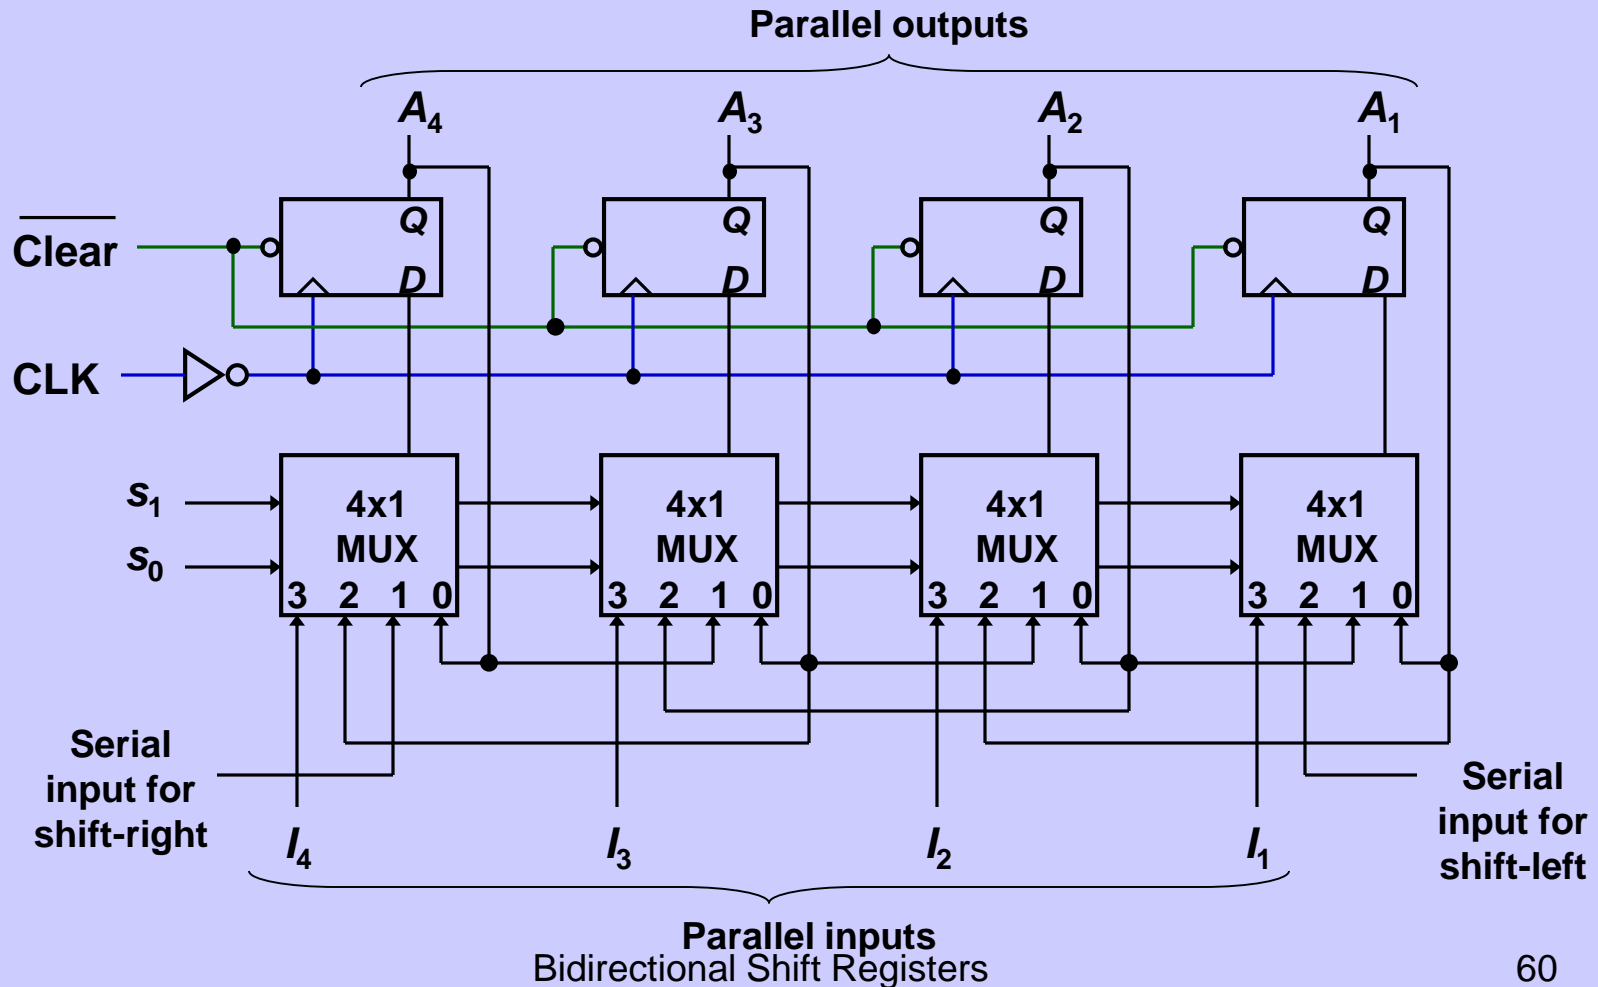 Parallel outputs
A4 A3 A2 A1
Q Q Q Q
Clear
D D D D
CLK
s1
4x1 4x1 4x1 4x1
MUX MUX MUX MUX
s0
3 2 1 0 3 2 1 0 3 2 1 0 3 2 1 0
Serial
input for
shift-right
Serial
input for
shift-left
I4 I3 I2 I1
Parallel inputs
Bidirectional Shift Registers
60